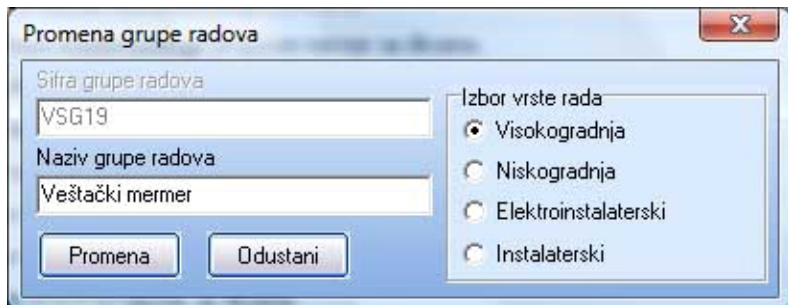 Promena grupe radova
Sifra grupe radova
VSG19
Naziv grupe radova
Veštački mermer
Promena
Odustani
Izbor vrste rada
Visokogradnja
Niskogradnja
Elektroinstalaterski
Instalaterski